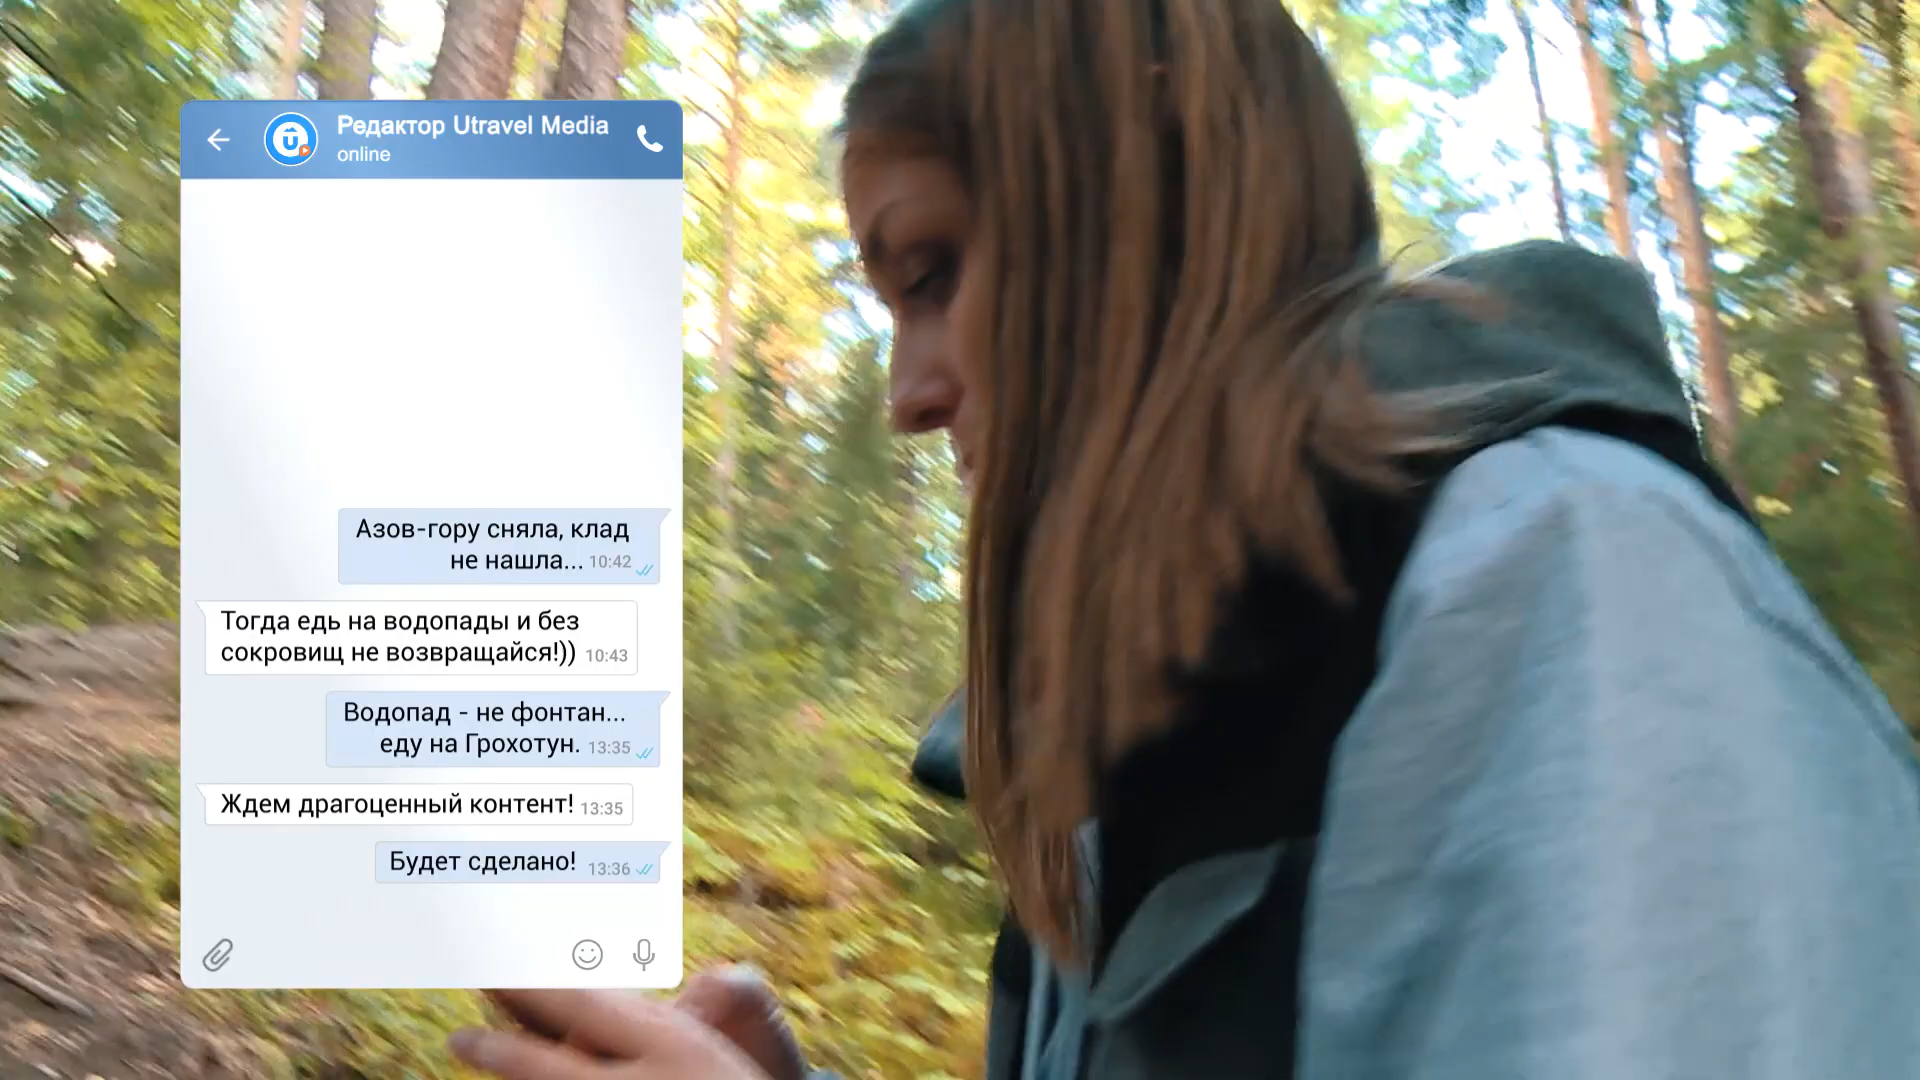 Редактор Utravel Media
online
Азов-гору сняла, клад
не нашла... 10:42
Тогда едь на водопады и без
сокровищ не возвращайся!)) 10:43
Водопад - не фонтан...
еду на Грохотун. 13:35
Ждем драгоценный контент! 13:35
Будет сделано! 13:36